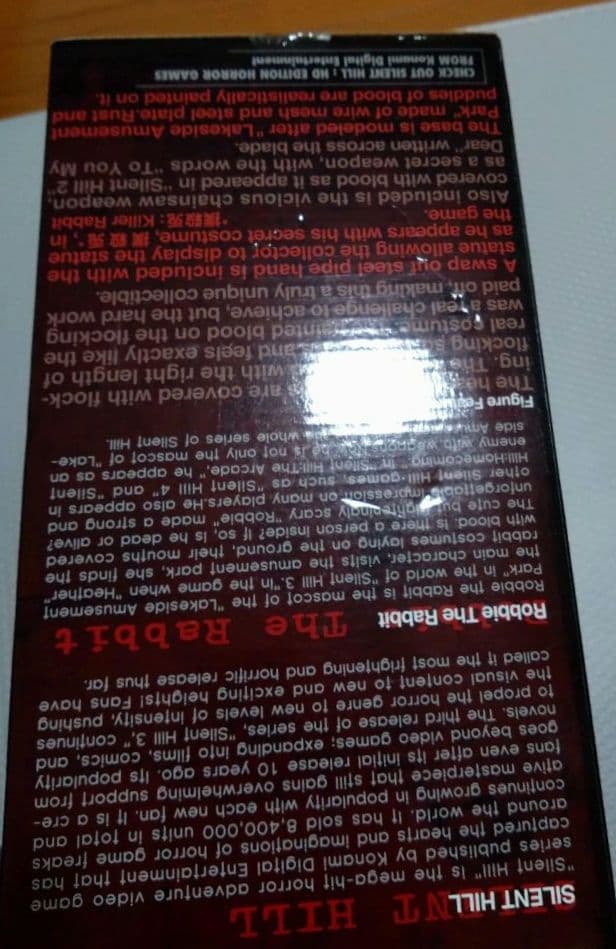 SILENT HILL
SILENT HILL
"Silent Hill" is the mega-hit horror adventure video game
series published by Konami Digital Entertainment that has
captured the hearts and imaginations of horror game freaks
around the world. It has sold 8,400,000 units in total and
continues growing in popularity with each new fan. It is a cre-
ative masterpiece that still gains overwhelming support from
fans even after its initial release 10 years ago. Its popularity
goes beyond video games; expanding into films, comics, and
novels. The third release of the series, "Silent Hill 3," continues
to propel the horror genre to new levels of intensity, pushing
the visual content to new and exciting heights! Fans have
called it the most frightening and horrific release thus far.
Robbie The Rabbit
Robbie The Rabbit
Robbie the Rabbit is the mascot of the "Lakeside Amusement
Park" in the world of "Silent Hill 3."In the game when "Heather"
the main character, visits the amusement park, she finds the
rabbit costumes laying on the ground, their mouths covered
with blood. Is there a person inside? If so, is he dead or alive?
The cute but frighteningly scary "Robbie" made a strong and
unforgettable impression on many players.He also appears in
other Silent Hill games such as "Silent Hill 4" and "Silent
Hill:Homecoming". In "Silent Hill:The Arcade," he appears as an
enemy with weapons. he is not only the mascot of "Lake-
side whole series of Silent Hill.
Figure
The are covered with flock-
ing. The with the right length of
flocking and feels exactly like the
real costume. painted blood on the flocking
was a real challenge to achieve, but the hard work
paid off, making this a truly unique collectible.
A swap out steel pipe hand is included with the
statue allowing the collector to display the statue
as he appears with his secret costume, 撲殺兎*, in
the game. *撲殺兎: Killer Rabbit
Also included is the vicious chainsaw weapon,
covered with blood as it appeared in "Silent Hill 2"
as a secret weapon, with the words "To You My
Dear" written across the blade.
The base is modeled after "Lakeside Amusement
Park" made of wire mesh and steel plate.Rust and
puddles of blood are realistically painted on it.
CHECK OUT SILENT HILL : HD EDITION HORROR GAMES
FROM Konami Digital Entertainment